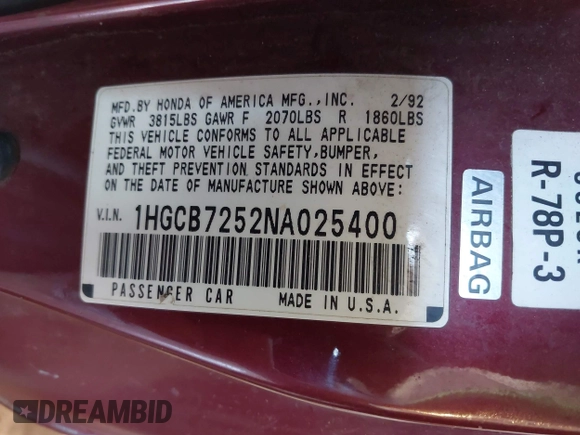 MFD.BY HONDA OF AMERICA MFG.,INC. 2/92
GVWR 3815LBS GAWR F 2070LBS R 1860LBS
THIS VEHICLE CONFORMS TO ALL APPLICABLE
FEDERAL MOTOR VEHICLE SAFETY,BUMPER,
AND THEFT PREVENTION STANDARDS IN EFFECT
ON THE DATE OF MANUFACTURE SHOWN ABOVE:
V.I.N. 1HGCB7252NA025400
PASSENGER CAR MADE IN U.S.A.
AIRBAG
R-78P-3
DREAMBID